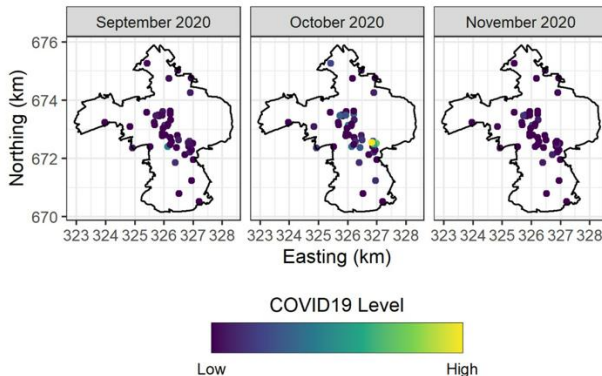 September 2020 October 2020 November 2020
676
674
672
670
Northing (km)
323 324 325 326 327 328 323 324 325 326 327 328 323 324 325 326 327 328
Easting (km)
COVID19 Level
Low High